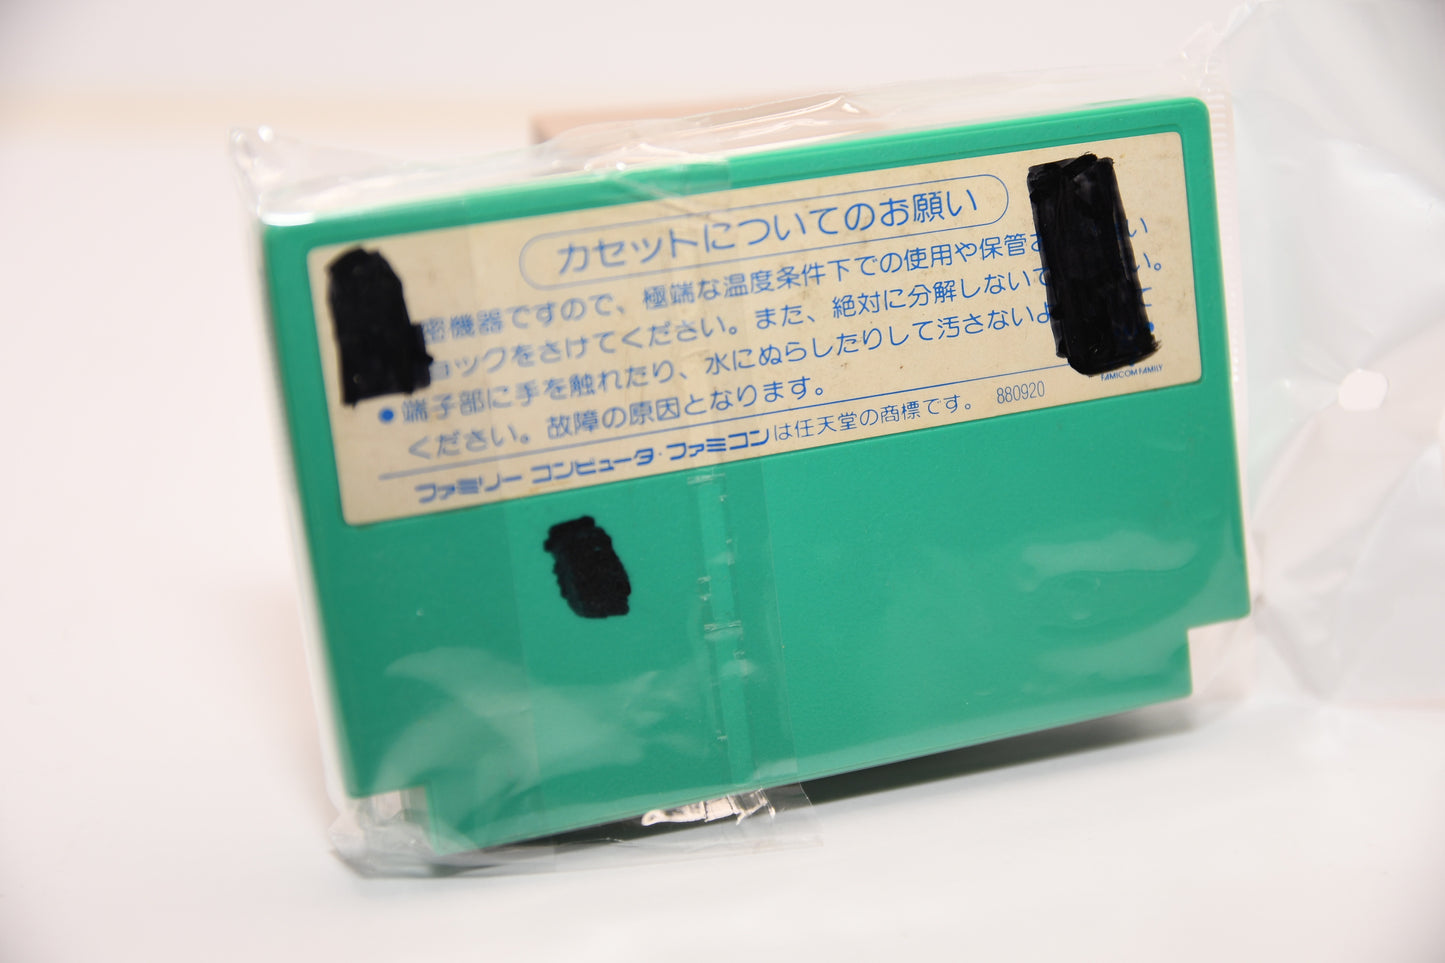 カセットについてのお願い
密機器ですので、極端な温度条件下での使用や保管お い
ョックをさけてください。また、絶対に分解しないで い。
●端子部に手を触れたり、水にぬらしたりして汚さないよ て
ください。故障の原因となります。
FAMICOM FAMILY
ファミリー コンピュータ・ファミコンは任天堂の商標です。 880920